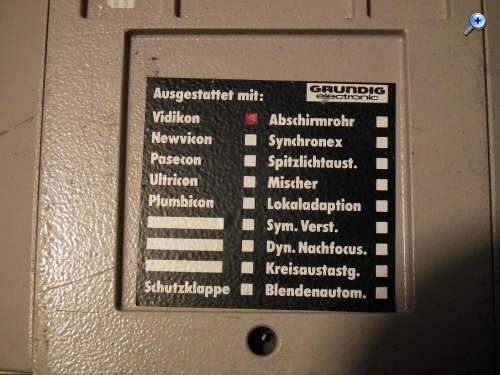 Ausgestattet mit:
GRUNDIG
electronic
Vidikon
Newvicon
Pasecon
Ultricon
Plumbicon
Schutzklappe
Abschirmrohr
Synchronex
Spitzlichtaust.
Mischer
Lokaladaption
Sym. Verst.
Dyn. Nachfocus.
Kreisaustastg.
Blendenautom.